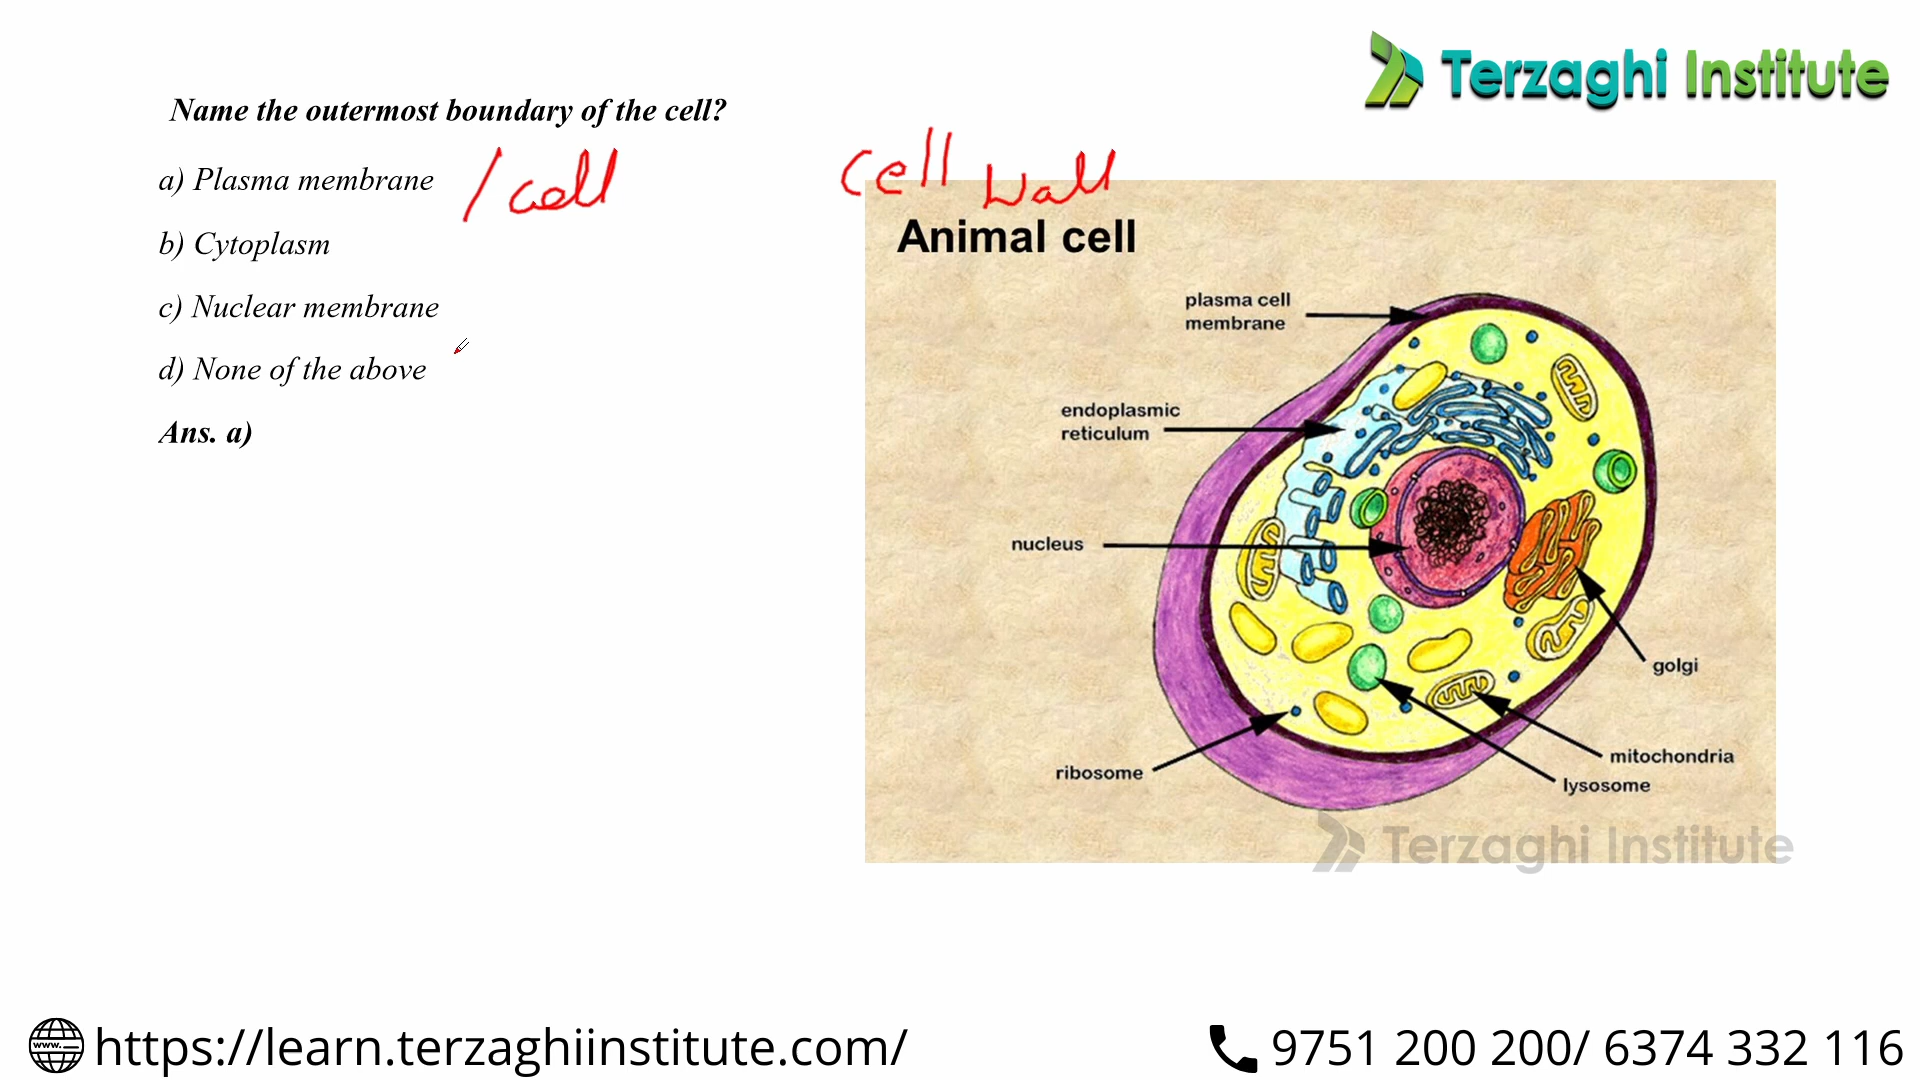 Terzaghi Institute
Name the outermost boundary of the cell?
a) Plasma membrane / cell
b) Cytoplasm
c) Nuclear membrane
d) None of the above
Ans. a)
cell wall
Animal cell
plasma cell
membrane
endoplasmic
reticulum
nucleus
golgi
mitochondria
ribosome
lysosome
Terzaghi Institute
www.
https://learn.terzaghiinstitute.com/
9751 200 200/ 6374 332 116